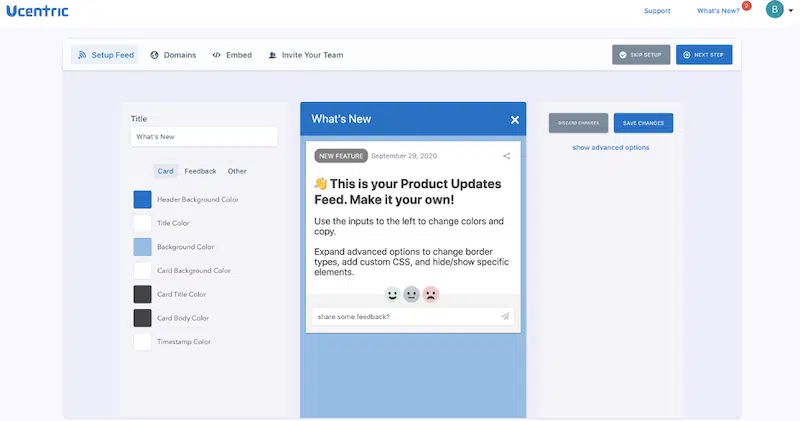 Ucentric
Support
What's New?
2
B
Setup Feed
Domains
Embed
Invite Your Team
SKIP SETUP
NEXT STEP
Title
What's New
Card
Feedback
Other
Header Background Color
Title Color
Background Color
Card Background Color
Card Title Color
Card Body Color
Timestamp Color
What's New
NEW FEATURE
September 29, 2020
👋 This is your Product Updates
Feed. Make it your own!
Use the inputs to the left to change colors and
copy.
Expand advanced options to change border
types, add custom CSS, and hide/show specific
elements.
share some feedback?
DISCARD CHANGES
SAVE CHANGES
show advanced options